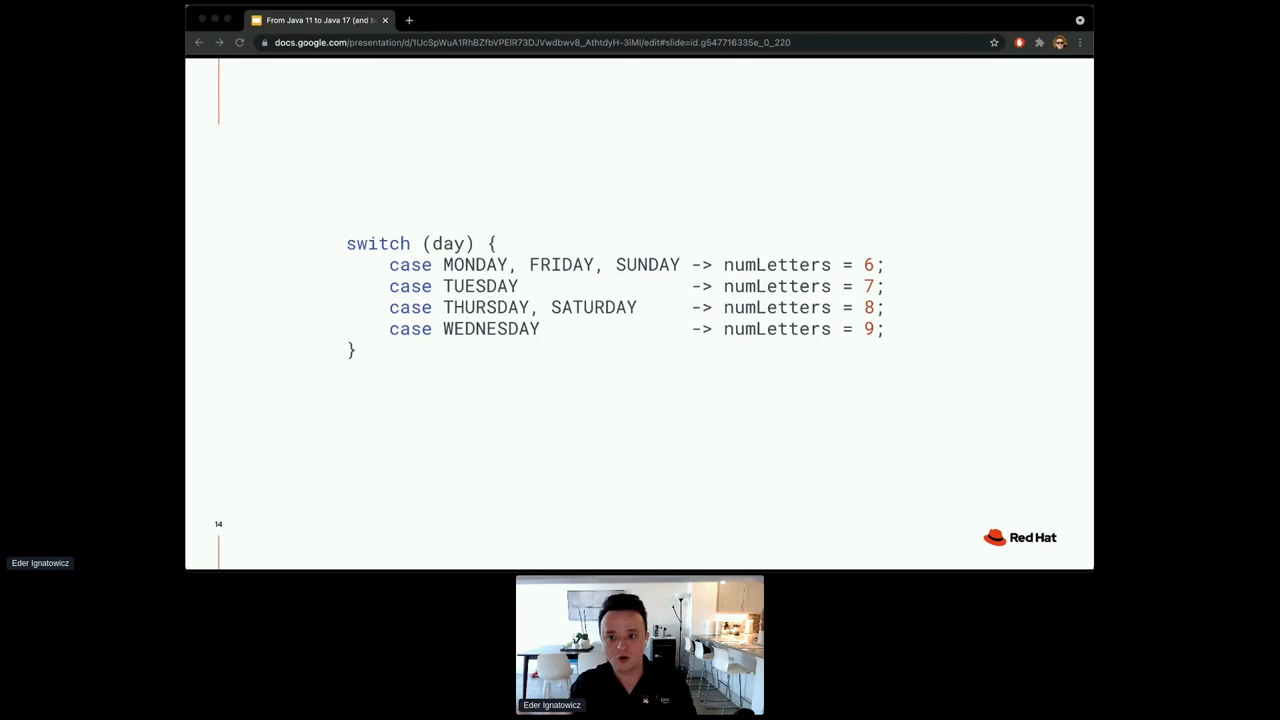 From Java 11 to Java 17 (and b
docs.google.com/presentation/d/1UcSpWuA1RhBZfbVPElR73DJVwdbwv8_AthtdyH-3iMI/edit#slide=id.g547716335e_0_220
switch (day) {
    case MONDAY, FRIDAY, SUNDAY -> numLetters = 6;
    case TUESDAY                -> numLetters = 7;
    case THURSDAY, SATURDAY     -> numLetters = 8;
    case WEDNESDAY              -> numLetters = 9;
}
14
Red Hat
Eder Ignatowicz
Eder Ignatowicz